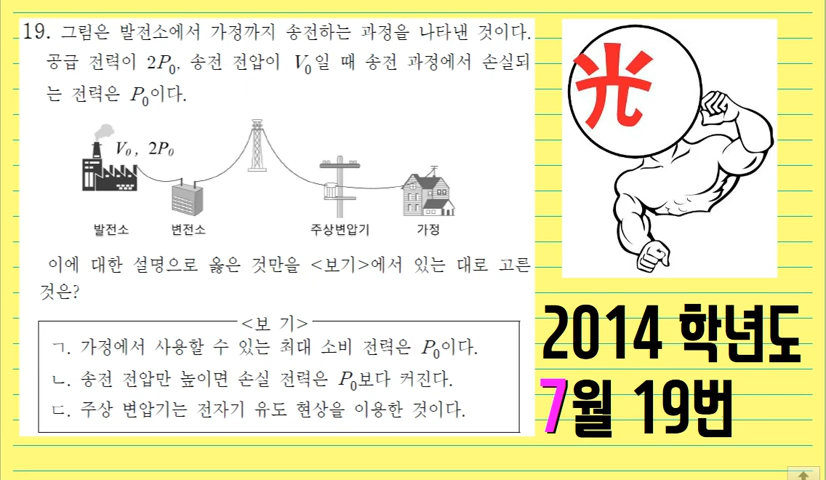 19. 그림은 발전소에서 가정까지 송전하는 과정을 나타낸 것이다.
공급 전력이 2P₀, 송전 전압이 V₀일 때 송전 과정에서 손실되
는 전력은 P₀이다.
V₀, 2P₀
발전소 변전소 주상변압기 가정
이에 대한 설명으로 옳은 것만을 <보기>에서 있는 대로 고른
것은?
<보 기>
ㄱ. 가정에서 사용할 수 있는 최대 소비 전력은 P₀이다.
ㄴ. 송전 전압만 높이면 손실 전력은 P₀보다 커진다.
ㄷ. 주상 변압기는 전자기 유도 현상을 이용한 것이다.
光
2014 학년도
7월 19번